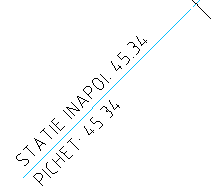 STATIE INAPOI. 45.34
PICHET. 45 34